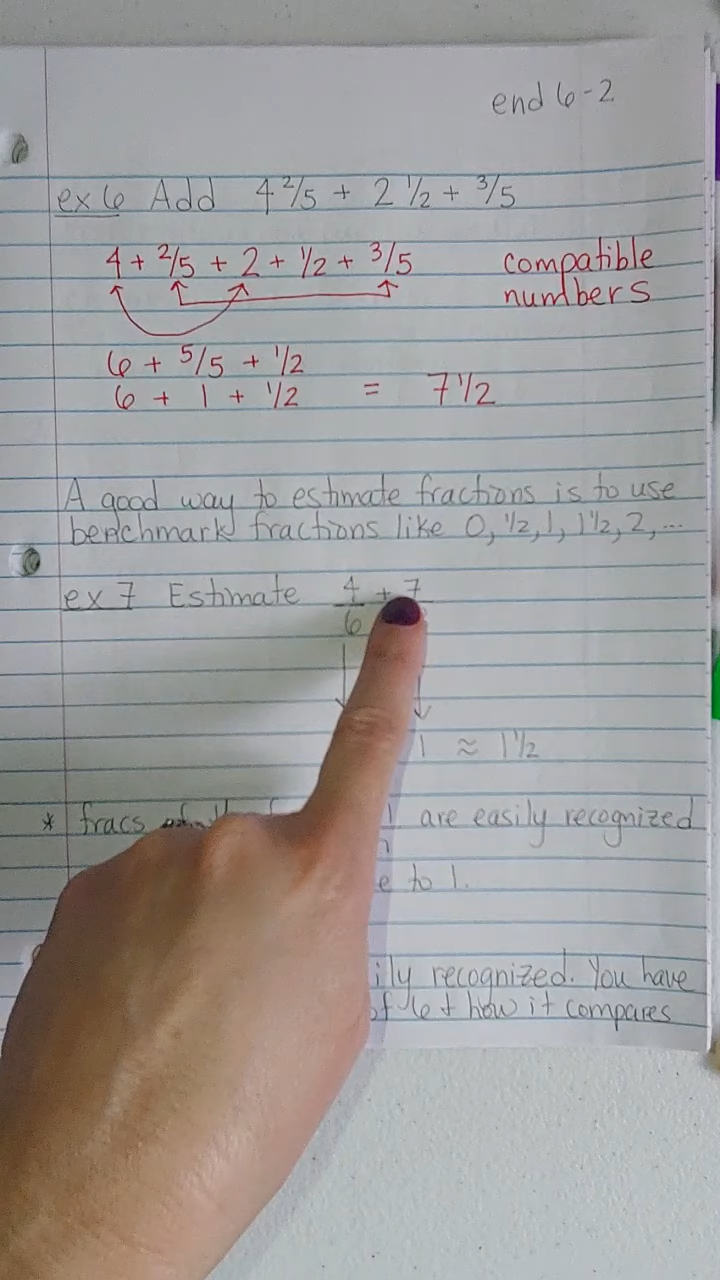 end 6-2
ex 6 Add 4 2/5 + 2 1/2 + 3/5
4 + 2/5 + 2 + 1/2 + 3/5 compatible
numbers
6 + 5/5 + 1/2
6 + 1 + 1/2 = 7 1/2
A good way to estimate fractions is to use
benchmark fractions like 0, 1/2, 1, 1 1/2, 2, ...
ex 7 Estimate 4/6 + 7
1 ≈ 1 1/2
* fracs are easily recognized
to 1.
recognized. You have
6 + how it compares